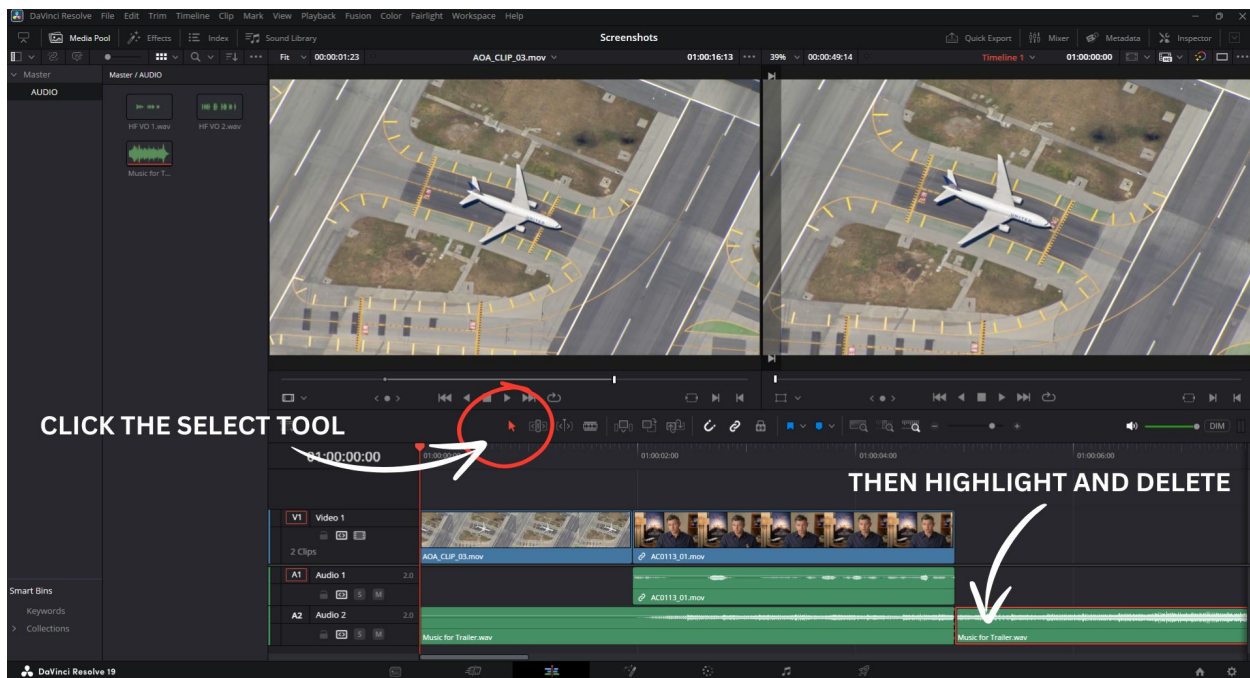 DaVinci Resolve File Edit Trim Timeline Clip Mark View Playback Fusion Color Fairlight Workspace Help
Media Pool Effects Index Sound Library Screenshots Quick Export Mixer Metadata Inspector
Fit 00:00:01:23 AOA_CLIP_03.mov 01:00:16:13 39% 00:00:49:14 Timeline 1 01:00:00:00
Master Master / AUDIO
AUDIO
HF VO 1.wav HF VO 2.wav
Music for T...
UNITED
CLICK THE SELECT TOOL
DIM
01:00:00:00 01:00:02:00 01:00:04:00 01:00:06:00
THEN HIGHLIGHT AND DELETE
V1 Video 1
2 Clips
AOA_CLIP_03.mov AC0113_01.mov
A1 Audio 1 2.0
S M AC0113_01.mov
Smart Bins
Keywords
Collections
A2 Audio 2 2.0
S M Music for Trailer.wav Music for Trailer.wav
DaVinci Resolve 19